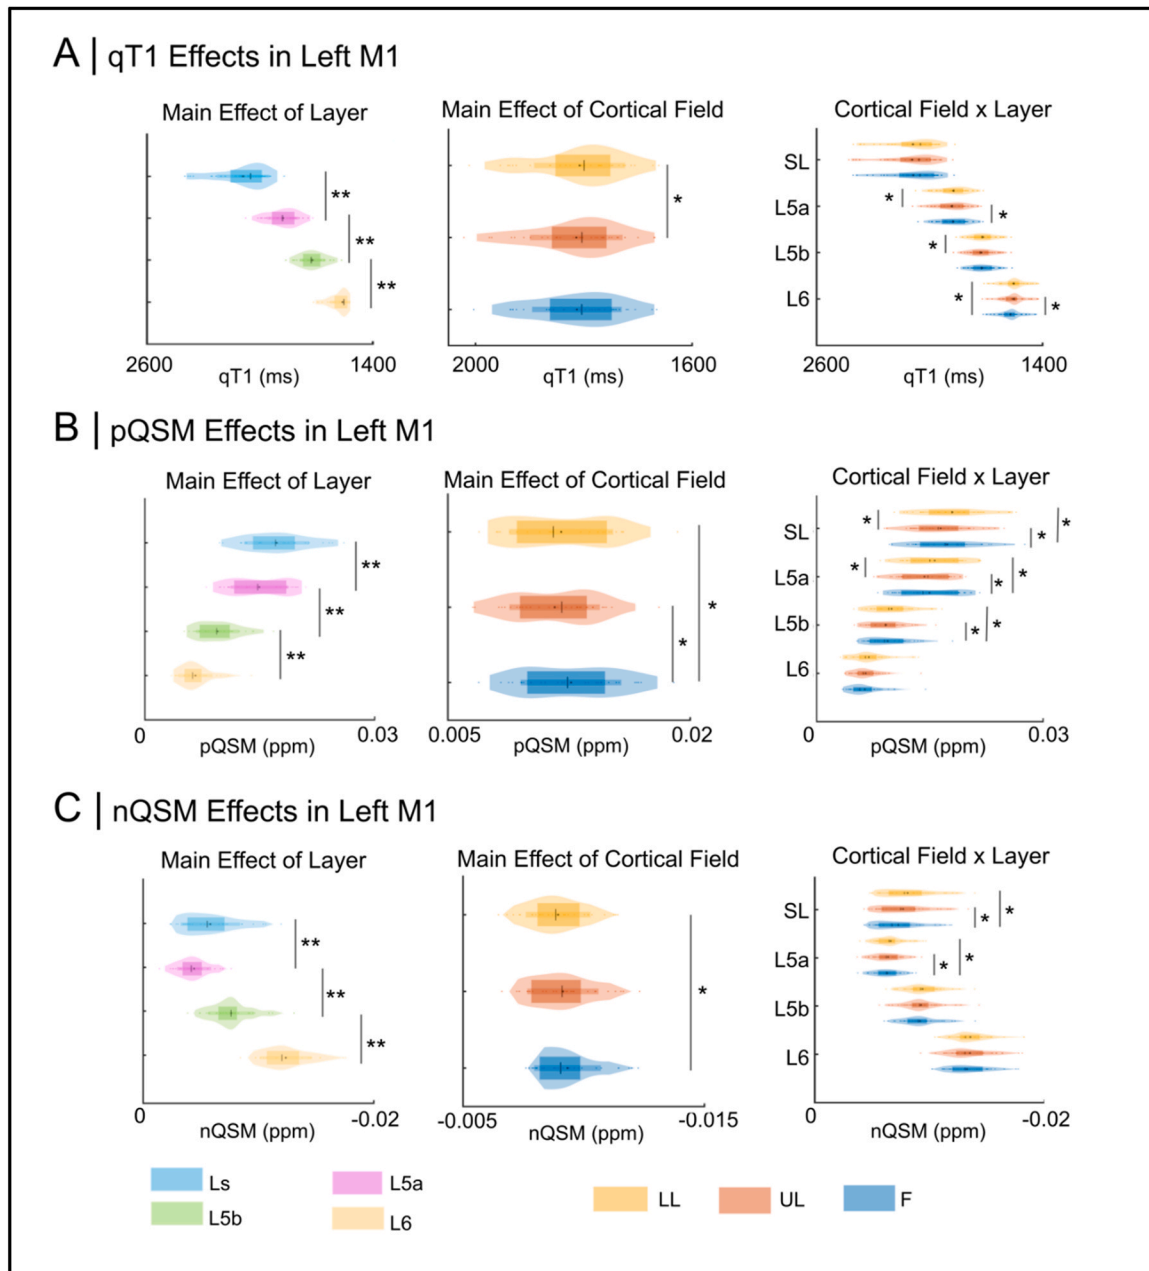 A | qT1 Effects in Left M1
Main Effect of Layer
Main Effect of Cortical Field
Cortical Field x Layer
**
**
**
*
SL
L5a
L5b
L6
*
*
*
*
*
2600
1400
qT1 (ms)
2000
1600
qT1 (ms)
2600
1400
qT1 (ms)
B | pQSM Effects in Left M1
Main Effect of Layer
Main Effect of Cortical Field
Cortical Field x Layer
**
**
**
*
*
SL
L5a
L5b
L6
*
*
*
*
*
*
*
*
0
0.03
pQSM (ppm)
0.005
0.02
pQSM (ppm)
0
0.03
pQSM (ppm)
C | nQSM Effects in Left M1
Main Effect of Layer
Main Effect of Cortical Field
Cortical Field x Layer
**
**
**
*
SL
L5a
L5b
L6
*
*
*
*
0
-0.02
nQSM (ppm)
-0.005
-0.015
nQSM (ppm)
0
-0.02
nQSM (ppm)
Ls
L5a
L5b
L6
LL
UL
F